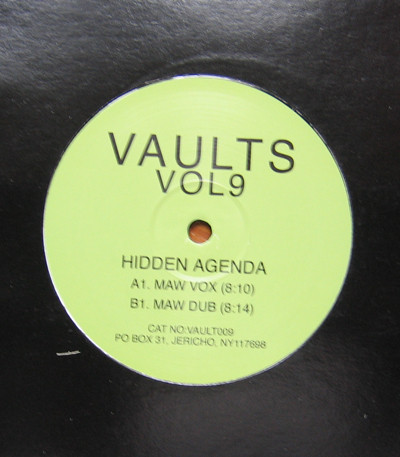 VAULTS
VOL9
HIDDEN AGENDA
A1. MAW VOX (8:10)
B1. MAW DUB (8:14)
CAT NO:VAULT009
PO BOX 31, JERICHO, NY117698